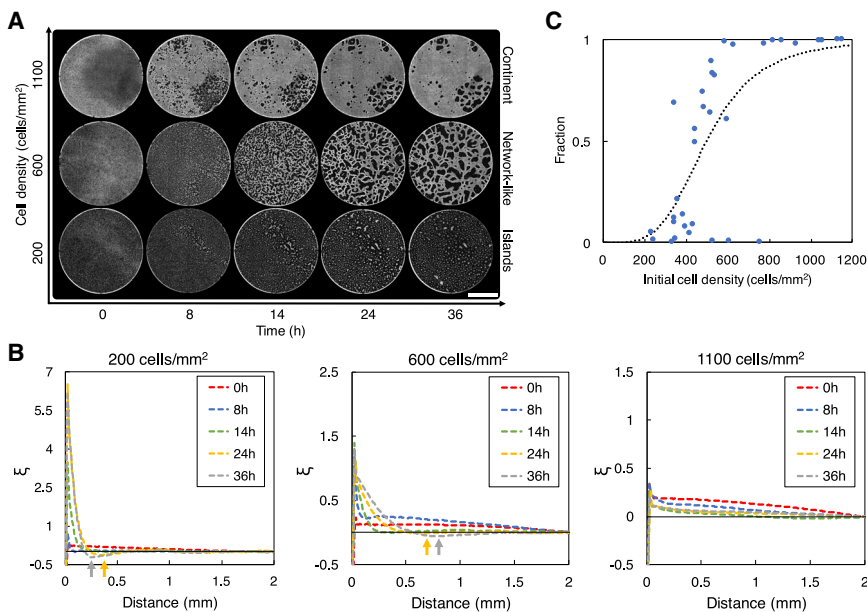 A
Cell density (cells/mm²)
1100
600
200
Continent
Network-like
Islands
0
8
14
24
36
Time (h)
C
Fraction
1
0.5
0
0
200
400
600
800
1000
1200
Initial cell density (cells/mm²)
B
200 cells/mm²
ξ
7
5.5
4
2.5
1
-0.5
0h
8h
14h
24h
36h
0
0.5
1
1.5
2
Distance (mm)
600 cells/mm²
ξ
2.5
1.5
0.5
-0.5
0h
8h
14h
24h
36h
0
0.5
1
1.5
2
Distance (mm)
1100 cells/mm²
ξ
1.5
1
0.5
0
-0.5
0h
8h
14h
24h
36h
0
0.5
1
1.5
2
Distance (mm)